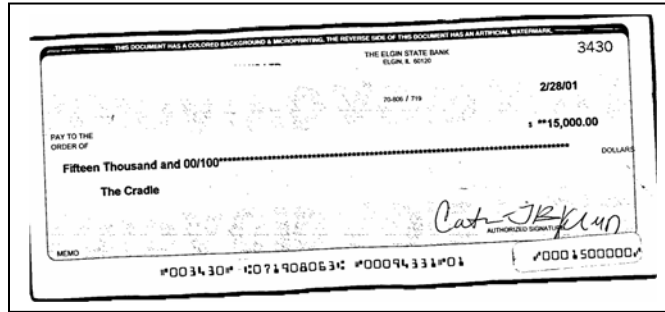 THIS DOCUMENT HAS A COLORED BACKGROUND & MICROPRINTING. THE REVERSE SIDE OF THIS DOCUMENT HAS AN ARTIFICIAL WATERMARK.
THE ELGIN STATE BANK
ELGIN, IL 60120
3430
70-806 / 719
2/28/01
PAY TO THE
ORDER OF
$ **15,000.00
Fifteen Thousand and 00/100**********************************************************************
DOLLARS
The Cradle
AUTHORIZED SIGNATURE
MEMO
⑈003430⑈ ⑆071908063⑆ ⑈00094331⑈01 ⑇0001500000⑇